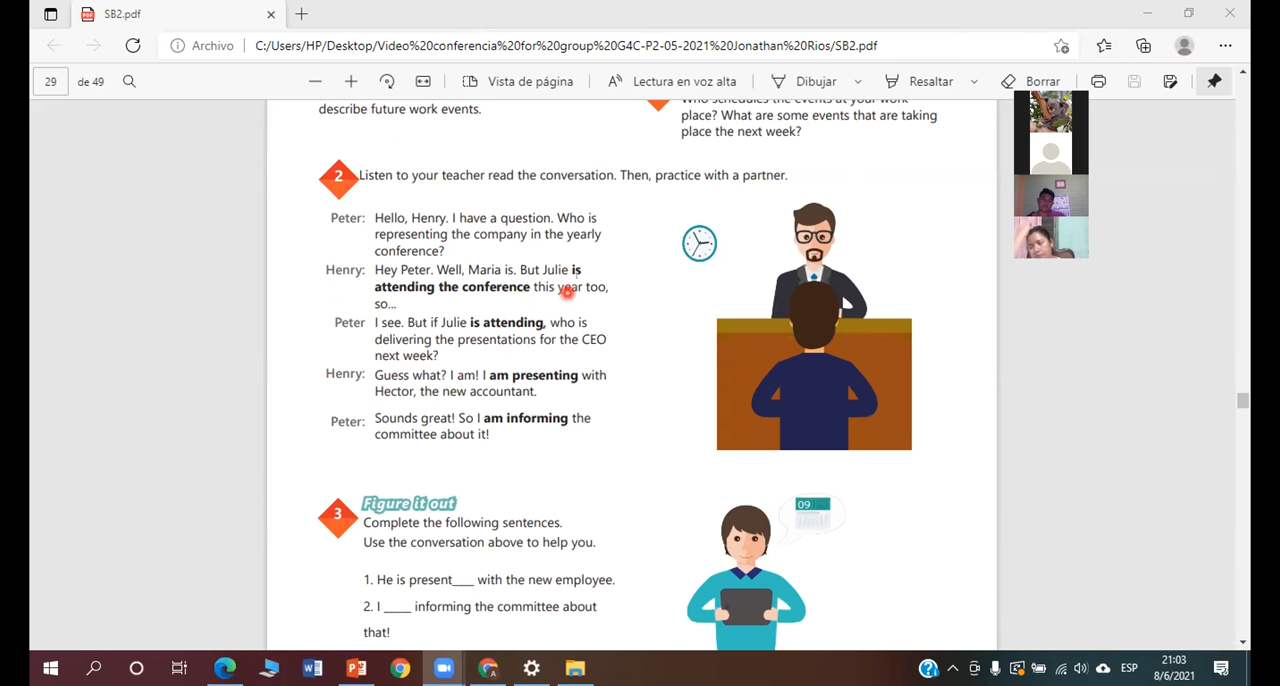 SB2.pdf
Archivo
C:/Users/HP/Desktop/Video%20conferencia%20for%20group%20G4C-P2-05-2021%20Jonathan%20Rios/SB2.pdf
29
de 49
Vista de página
Lectura en voz alta
Dibujar
Resaltar
Borrar
describe future work events.
Who schedules the events at your work
place? What are some events that are taking
place the next week?
2
Listen to your teacher read the conversation. Then, practice with a partner.
Peter: Hello, Henry. I have a question. Who is
representing the company in the yearly
conference?
Henry: Hey Peter. Well, Maria is. But Julie is
attending the conference this year too,
so...
Peter I see. But if Julie is attending, who is
delivering the presentations for the CEO
next week?
Henry: Guess what? I am! I am presenting with
Hector, the new accountant.
Peter: Sounds great! So I am informing the
committee about it!
3
Figure it out
Complete the following sentences.
Use the conversation above to help you.
1. He is present____ with the new employee.
2. I ____ informing the committee about
that!
09
ESP
21:03
8/6/2021